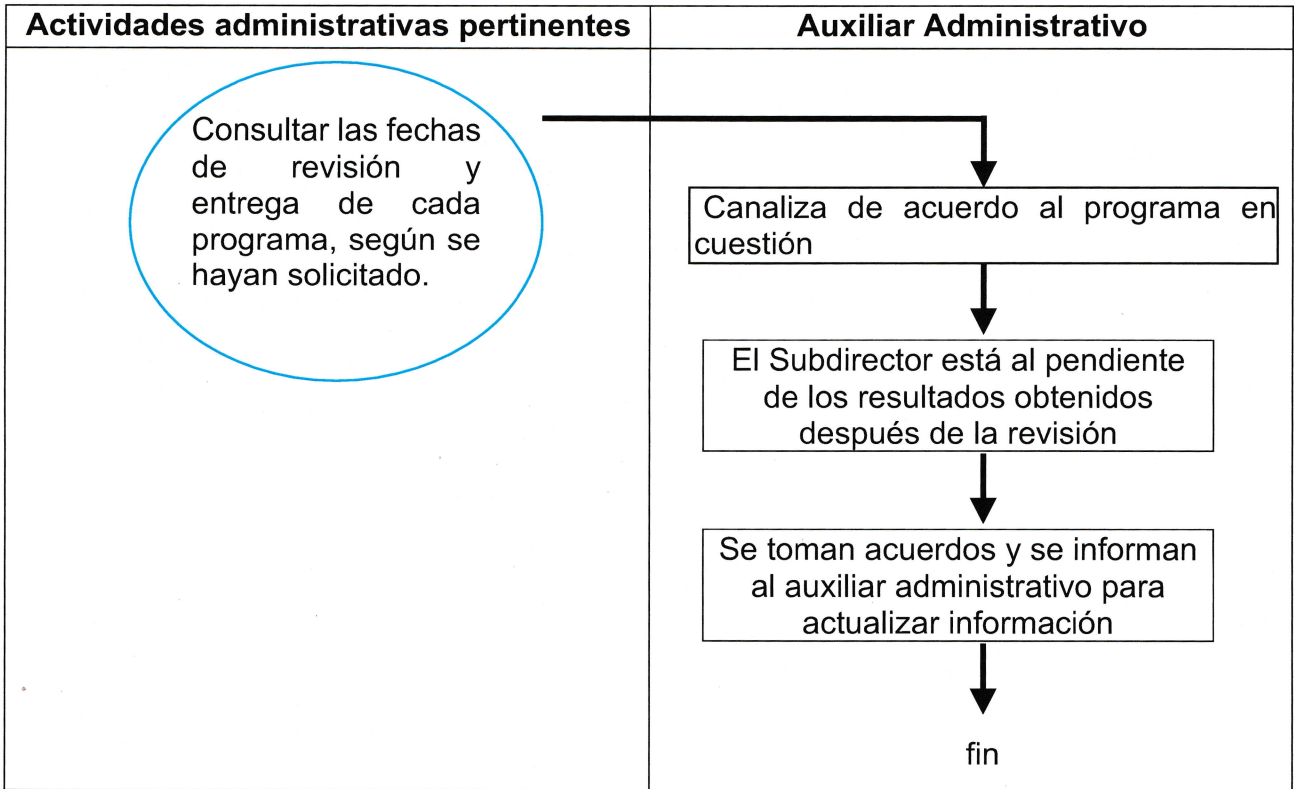 Actividades administrativas pertinentes
Auxiliar Administrativo
Consultar las fechas
de revisión y
entrega de cada
programa, según se
hayan solicitado.
Canaliza de acuerdo al programa en
cuestión
El Subdirector está al pendiente
de los resultados obtenidos
después de la revisión
Se toman acuerdos y se informan
al auxiliar administrativo para
actualizar información
fin